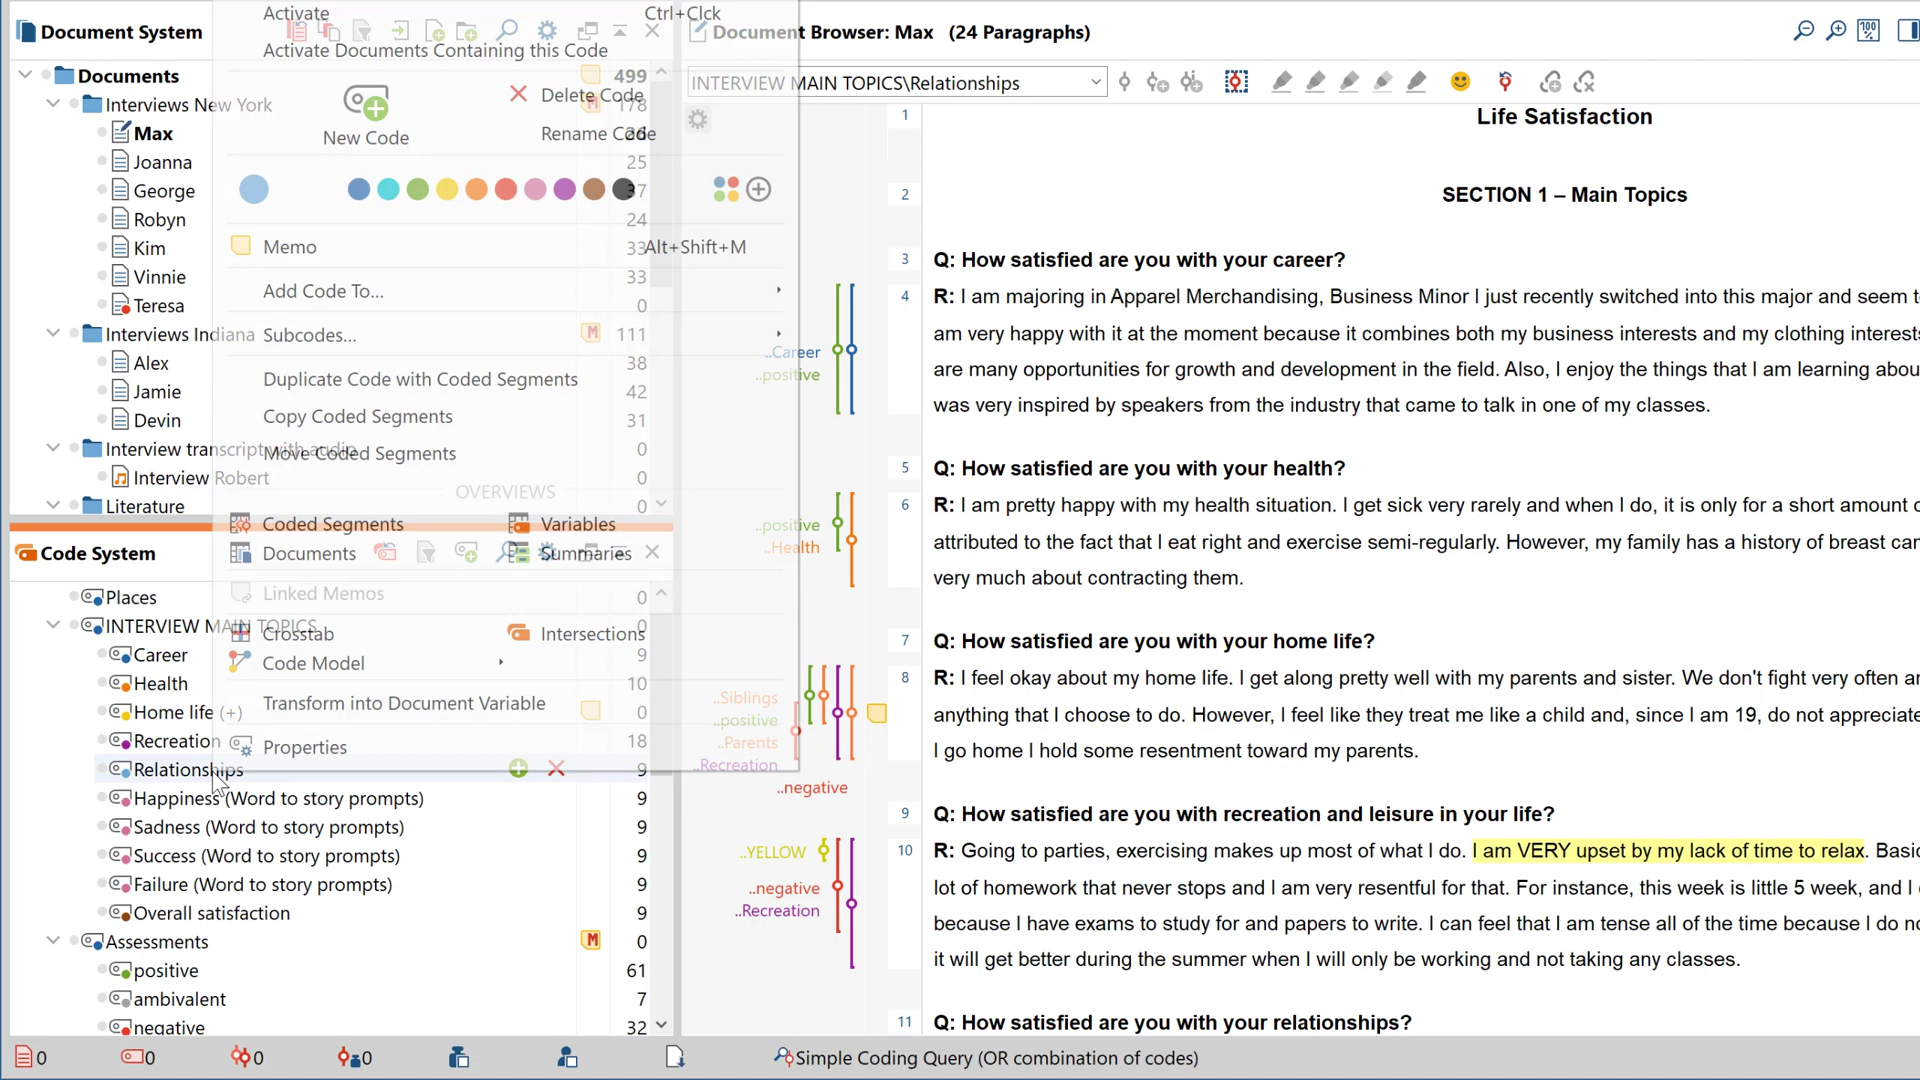 Document System
Documents 499
Interviews New York 178
Max
Joanna 25
George 37
Robyn 24
Kim 33
Vinnie 33
Teresa 0
Interviews Indiana 111
Alex 38
Jamie 42
Devin 31
Interview transcript with audio 0
Interview Robert 0
Literature 0
Code System
Places 0
INTERVIEW MAIN TOPICS 0
Career 9
Health 10
Home life (+) 0
Recreation 18
Relationships 9
Happiness (Word to story prompts) 9
Sadness (Word to story prompts) 9
Success (Word to story prompts) 9
Failure (Word to story prompts) 9
Overall satisfaction 9
Assessments M 0
positive 61
ambivalent 7
negative 32
Activate Ctrl+Clck
Activate Documents Containing this Code
New Code
Delete Code
Rename Code
Memo Alt+Shift+M
Add Code To...
Subcodes...
Duplicate Code with Coded Segments
Copy Coded Segments
Move Coded Segments
OVERVIEWS
Coded Segments Variables
Documents Summaries
Linked Memos
Crosstab Intersections
Code Model
Transform into Document Variable
Properties
Document Browser: Max (24 Paragraphs)
INTERVIEW MAIN TOPICS\Relationships
1 Life Satisfaction
2 SECTION 1 – Main Topics
3 Q: How satisfied are you with your career?
4 R: I am majoring in Apparel Merchandising, Business Minor I just recently switched into this major and seem
am very happy with it at the moment because it combines both my business interests and my clothing interests
are many opportunities for growth and development in the field. Also, I enjoy the things that I am learning abou
was very inspired by speakers from the industry that came to talk in one of my classes.
..Career
..positive
5 Q: How satisfied are you with your health?
6 R: I am pretty happy with my health situation. I get sick very rarely and when I do, it is only for a short amount
attributed to the fact that I eat right and exercise semi-regularly. However, my family has a history of breast can
very much about contracting them.
..positive
..Health
7 Q: How satisfied are you with your home life?
8 R: I feel okay about my home life. I get along pretty well with my parents and sister. We don't fight very often
anything that I choose to do. However, I feel like they treat me like a child and, since I am 19, do not appreciate
I go home I hold some resentment toward my parents.
..Siblings
..positive
..Parents
..Recreation
..negative
9 Q: How satisfied are you with recreation and leisure in your life?
10 R: Going to parties, exercising makes up most of what I do. I am VERY upset by my lack of time to relax. Basic
lot of homework that never stops and I am very resentful for that. For instance, this week is little 5 week, and I
because I have exams to study for and papers to write. I can feel that I am tense all of the time because I do
it will get better during the summer when I will only be working and not taking any classes.
..YELLOW
..negative
..Recreation
11 Q: How satisfied are you with your relationships?
0 0 0 0 Simple Coding Query (OR combination of codes)